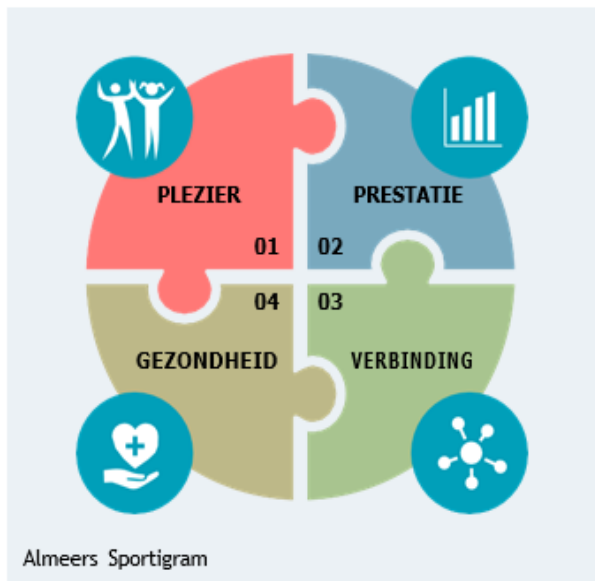 PLEZIER
01
PRESTATIE
02
VERBINDING
03
GEZONDHEID
04
Almeers Sportigram